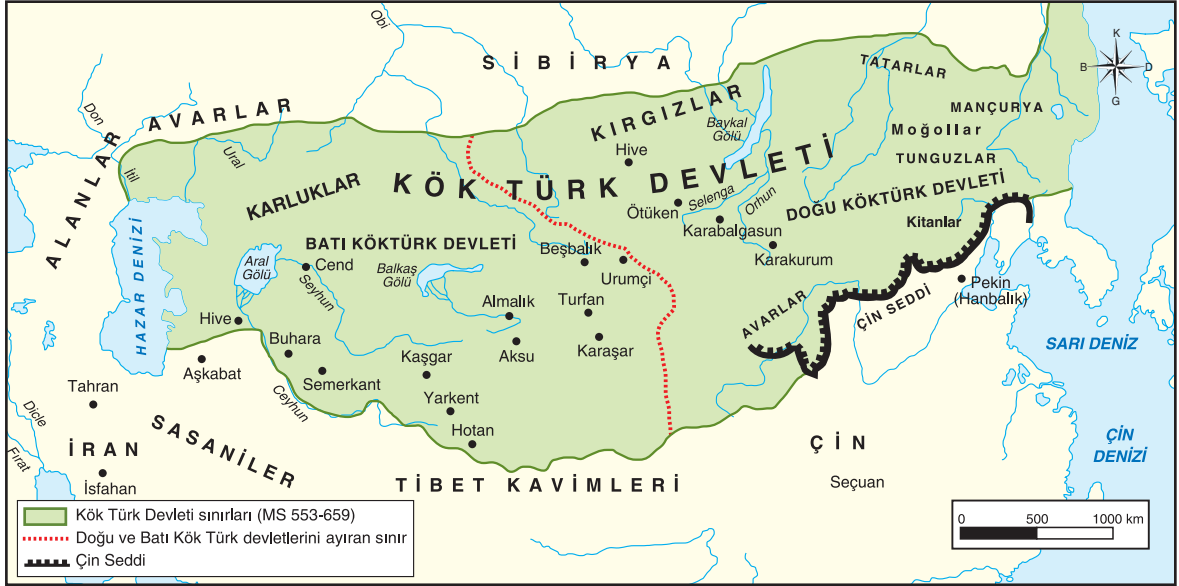 Obi
SİBİRYA
K
B
D
G
TATARLAR
Don
AVARLAR
ALANLAR
KIRGIZLAR
Baykal
Gölü
MANÇURYA
Moğollar
TUNGUZLAR
Ural
İtil
Hive
KÖK TÜRK DEVLETİ
KARLUKLAR
Ötüken
Selenga
Orhun
Karabalgasun
DOĞU KÖKTÜRK DEVLETİ
Kitanlar
BATI KÖKTÜRK DEVLETİ
Beşbalık
Karakurum
HAZAR DENİZİ
Aral
Gölü
Cend
Seyhun
Balkaş
Gölü
Urumçi
Pekin
(Hanbalık)
ÇİN SEDDİ
AVARLAR
Almalık
Turfan
Hive
Buhara
Aksu
Karaşar
SARI DENİZ
Aşkabat
Kaşgar
Semerkant
Tahran
Ceyhun
Yarkent
Dicle
Hotan
SASANİLER
İRAN
Fırat
İsfahan
TİBET KAVİMLERİ
ÇİN
Seçuan
ÇİN
DENİZİ
Kök Türk Devleti sınırları (MS 553-659)
Doğu ve Batı Kök Türk devletlerini ayıran sınır
Çin Seddi
0 500 1000 km